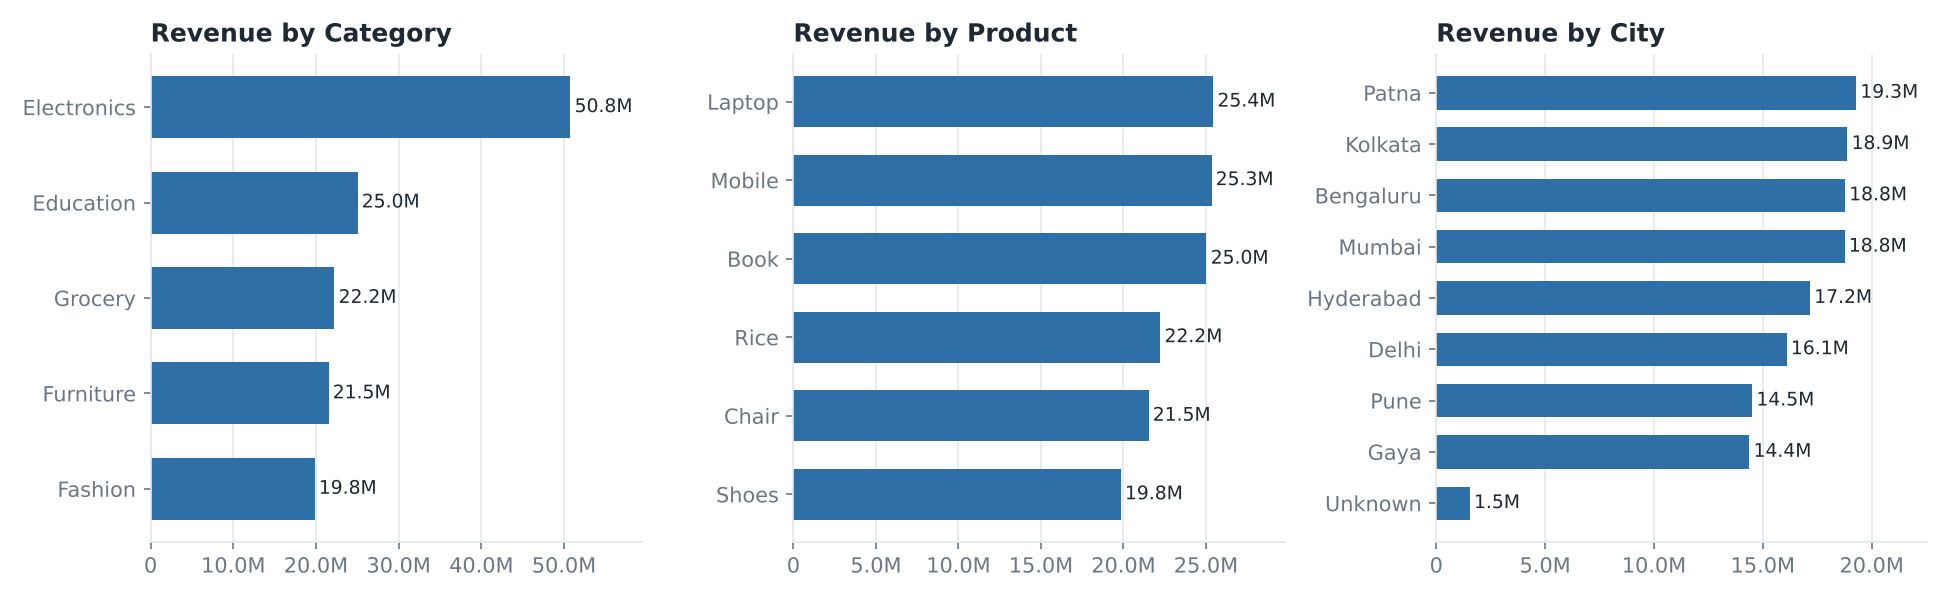 Revenue by Category
Electronics 50.8M
Education 25.0M
Grocery 22.2M
Furniture 21.5M
Fashion 19.8M
0 10.0M 20.0M 30.0M 40.0M 50.0M
Revenue by Product
Laptop 25.4M
Mobile 25.3M
Book 25.0M
Rice 22.2M
Chair 21.5M
Shoes 19.8M
0 5.0M 10.0M 15.0M 20.0M 25.0M
Revenue by City
Patna 19.3M
Kolkata 18.9M
Bengaluru 18.8M
Mumbai 18.8M
Hyderabad 17.2M
Delhi 16.1M
Pune 14.5M
Gaya 14.4M
Unknown 1.5M
0 5.0M 10.0M 15.0M 20.0M